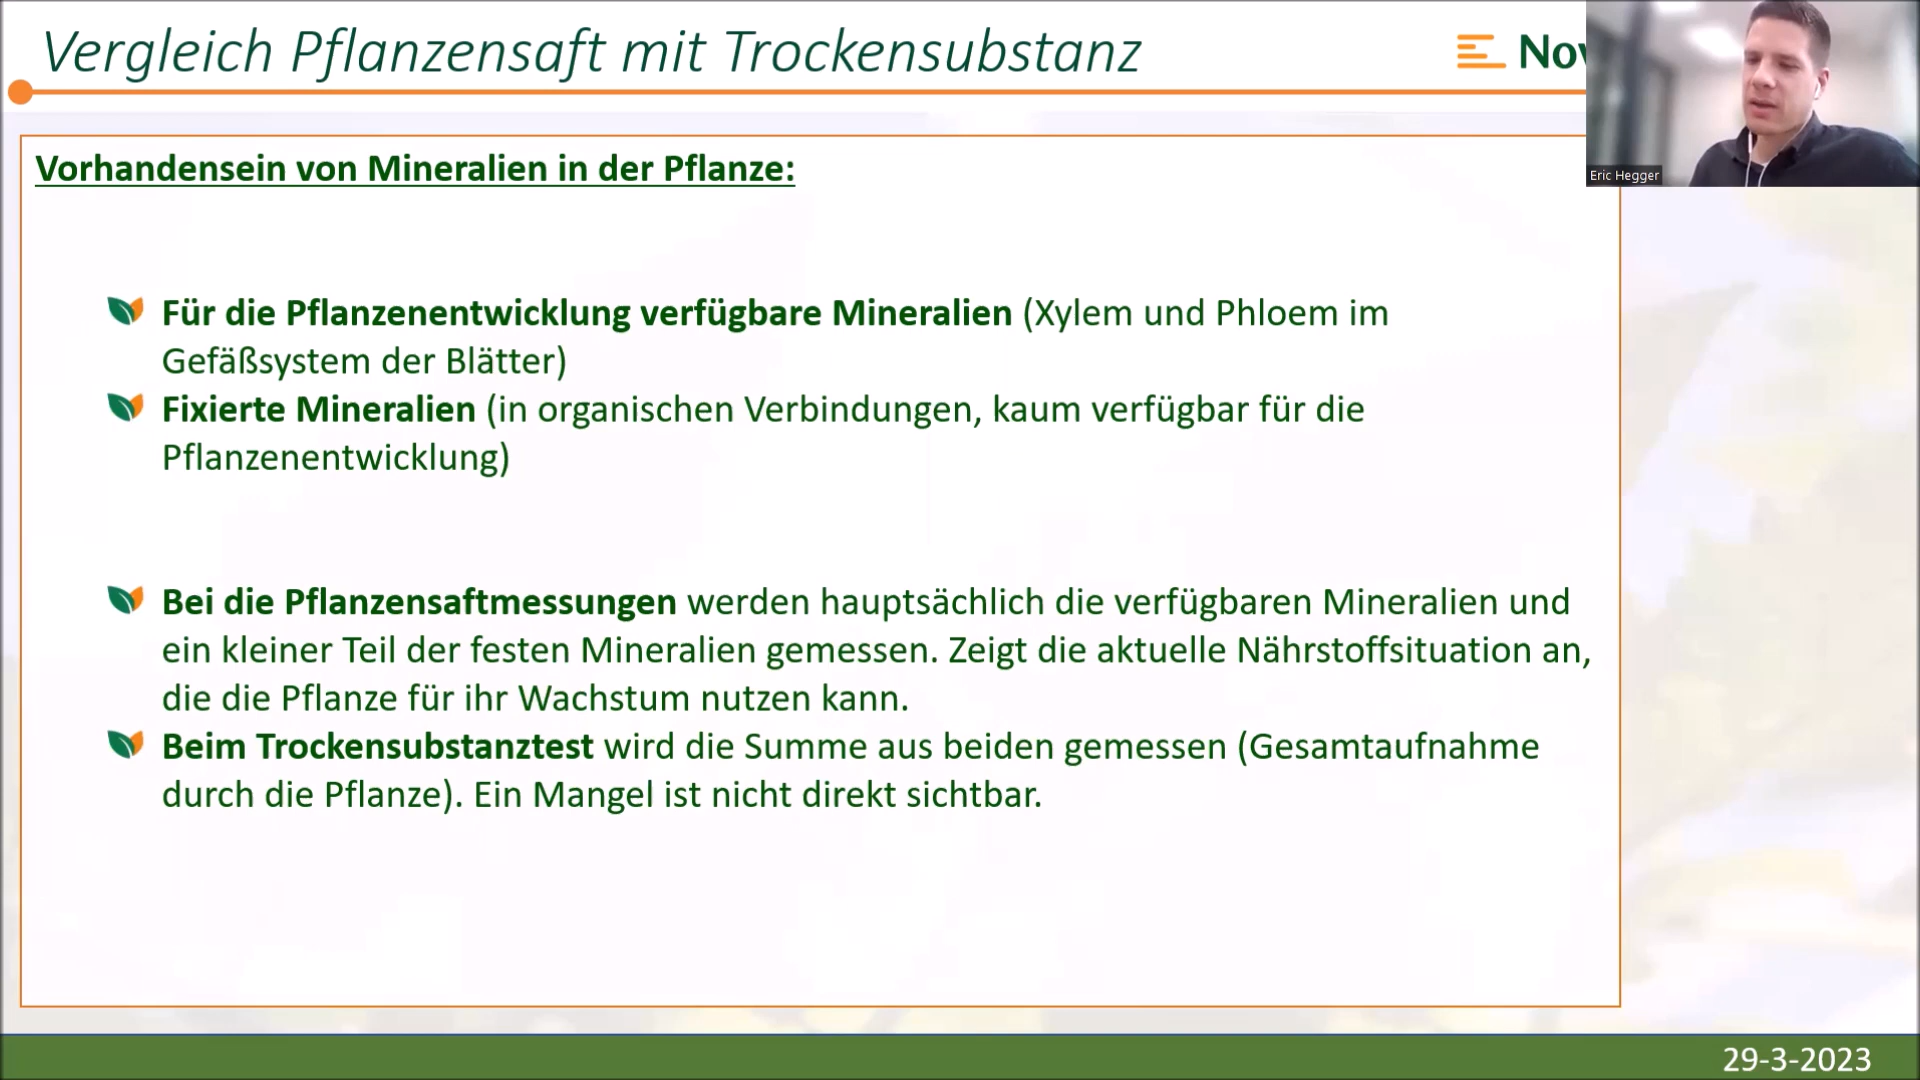 Vergleich Pflanzensaft mit Trockensubstanz
Eric Hegger
Vorhandensein von Mineralien in der Pflanze:
Für die Pflanzenentwicklung verfügbare Mineralien (Xylem und Phloem im
Gefäßsystem der Blätter)
Fixierte Mineralien (in organischen Verbindungen, kaum verfügbar für die
Pflanzenentwicklung)
Bei die Pflanzensaftmessungen werden hauptsächlich die verfügbaren Mineralien und
ein kleiner Teil der festen Mineralien gemessen. Zeigt die aktuelle Nährstoffsituation an,
die die Pflanze für ihr Wachstum nutzen kann.
Beim Trockensubstanztest wird die Summe aus beiden gemessen (Gesamtaufnahme
durch die Pflanze). Ein Mangel ist nicht direkt sichtbar.
29-3-2023